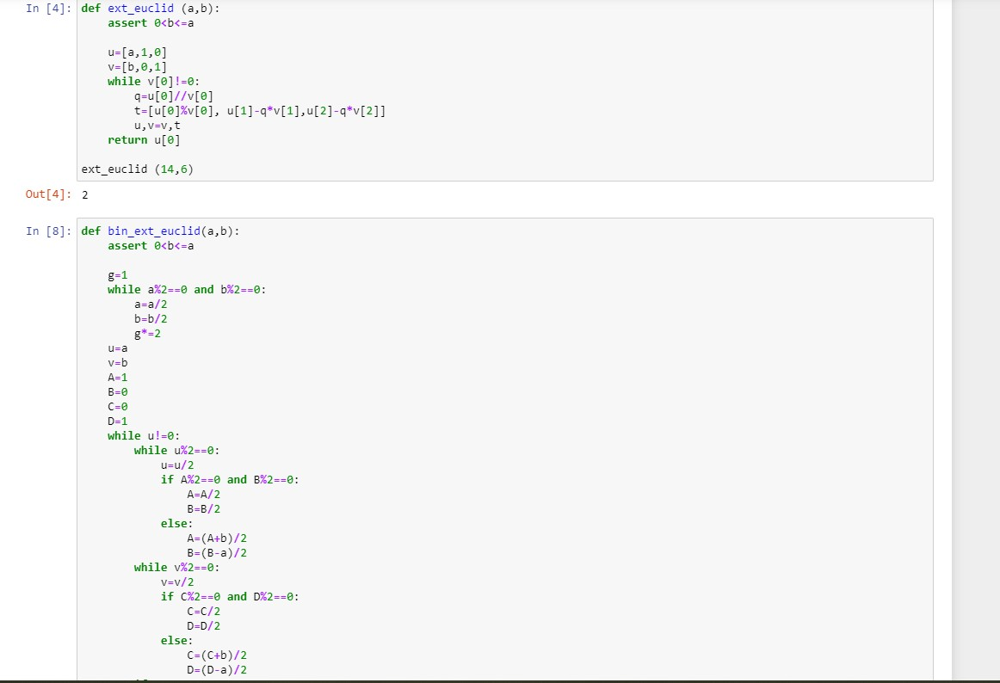 In [4]: def ext_euclid (a,b):
    assert 0<b<=a

    u=[a,1,0]
    v=[b,0,1]
    while v[0]!=0:
        q=u[0]//v[0]
        t=[u[0]%v[0], u[1]-q*v[1],u[2]-q*v[2]]
        u,v=v,t
    return u[0]

ext_euclid (14,6)
Out[4]: 2
In [8]: def bin_ext_euclid(a,b):
    assert 0<b<=a

    g=1
    while a%2==0 and b%2==0:
        a=a/2
        b=b/2
        g*=2
    u=a
    v=b
    A=1
    B=0
    C=0
    D=1
    while u!=0:
        while u%2==0:
            u=u/2
            if A%2==0 and B%2==0:
                A=A/2
                B=B/2
            else:
                A=(A+b)/2
                B=(B-a)/2
        while v%2==0:
            v=v/2
            if C%2==0 and D%2==0:
                C=C/2
                D=D/2
            else:
                C=(C+b)/2
                D=(D-a)/2